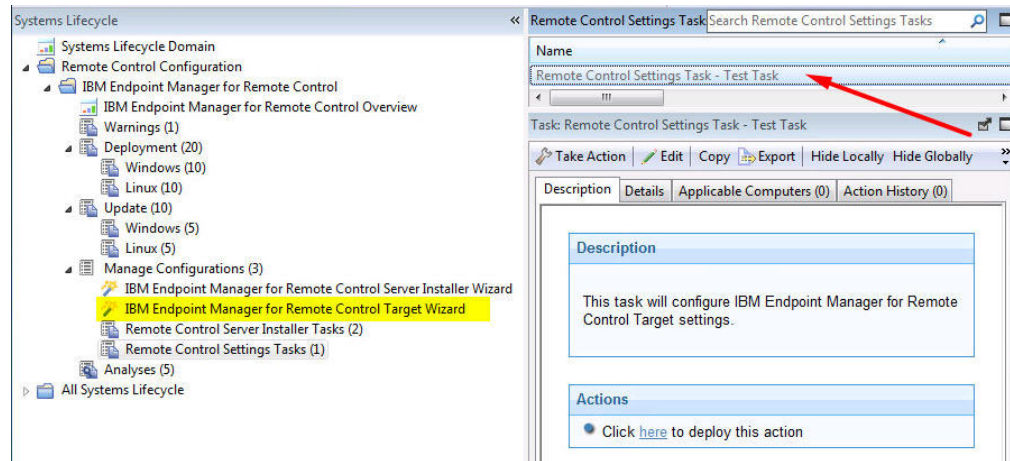 Systems Lifecycle
«
Systems Lifecycle Domain
Remote Control Configuration
IBM Endpoint Manager for Remote Control
IBM Endpoint Manager for Remote Control Overview
Warnings (1)
Deployment (20)
Windows (10)
Linux (10)
Update (10)
Windows (5)
Linux (5)
Manage Configurations (3)
IBM Endpoint Manager for Remote Control Server Installer Wizard
IBM Endpoint Manager for Remote Control Target Wizard
Remote Control Server Installer Tasks (2)
Remote Control Settings Tasks (1)
Analyses (5)
All Systems Lifecycle
Remote Control Settings Task Search Remote Control Settings Tasks
Name
Remote Control Settings Task - Test Task
Task: Remote Control Settings Task - Test Task
Take Action Edit Copy Export Hide Locally Hide Globally »
Description Details Applicable Computers (0) Action History (0)
Description
This task will configure IBM Endpoint Manager for Remote
Control Target settings.
Actions
Click here to deploy this action